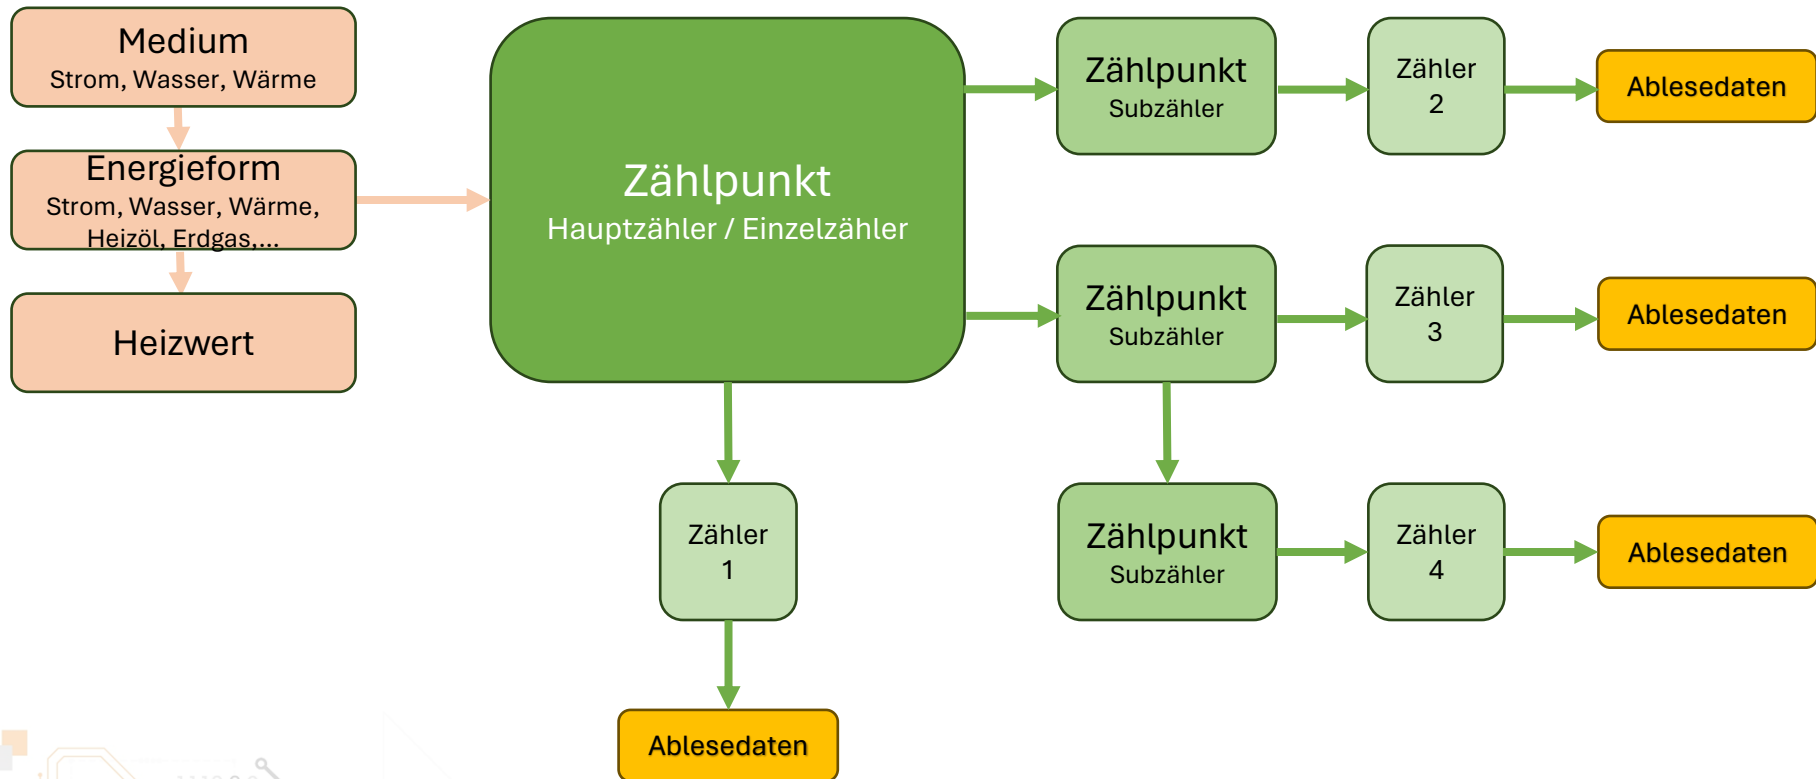 Medium
Strom, Wasser, Wärme
Energieform
Strom, Wasser, Wärme,
Heizöl, Erdgas,...
Heizwert
Zählpunkt
Hauptzähler / Einzelzähler
Zähler
1
Ablesedaten
Zählpunkt
Subzähler
Zähler
2
Ablesedaten
Zählpunkt
Subzähler
Zähler
3
Ablesedaten
Zählpunkt
Subzähler
Zähler
4
Ablesedaten